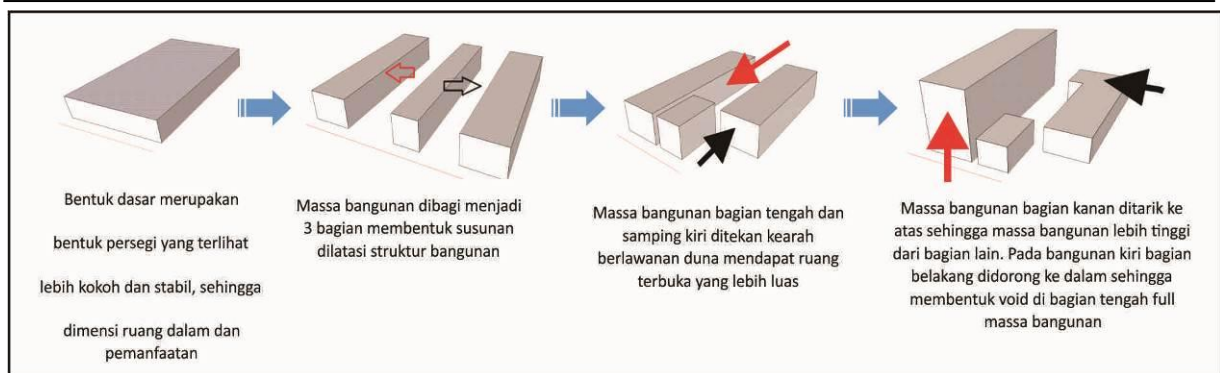 Bentuk dasar merupakan
bentuk persegi yang terlihat
lebih kokoh dan stabil, sehingga
dimensi ruang dalam dan
pemanfaatan
Massa bangunan dibagi menjadi
3 bagian membentuk susunan
dilatasi struktur bangunan
Massa bangunan bagian tengah dan
samping kiri ditekan kearah
berlawanan duna mendapat ruang
terbuka yang lebih luas
Massa bangunan bagian kanan ditarik ke
atas sehingga massa bangunan lebih tinggi
dari bagian lain. Pada bangunan kiri bagian
belakang didorong ke dalam sehingga
membentuk void di bagian tengah full
massa bangunan